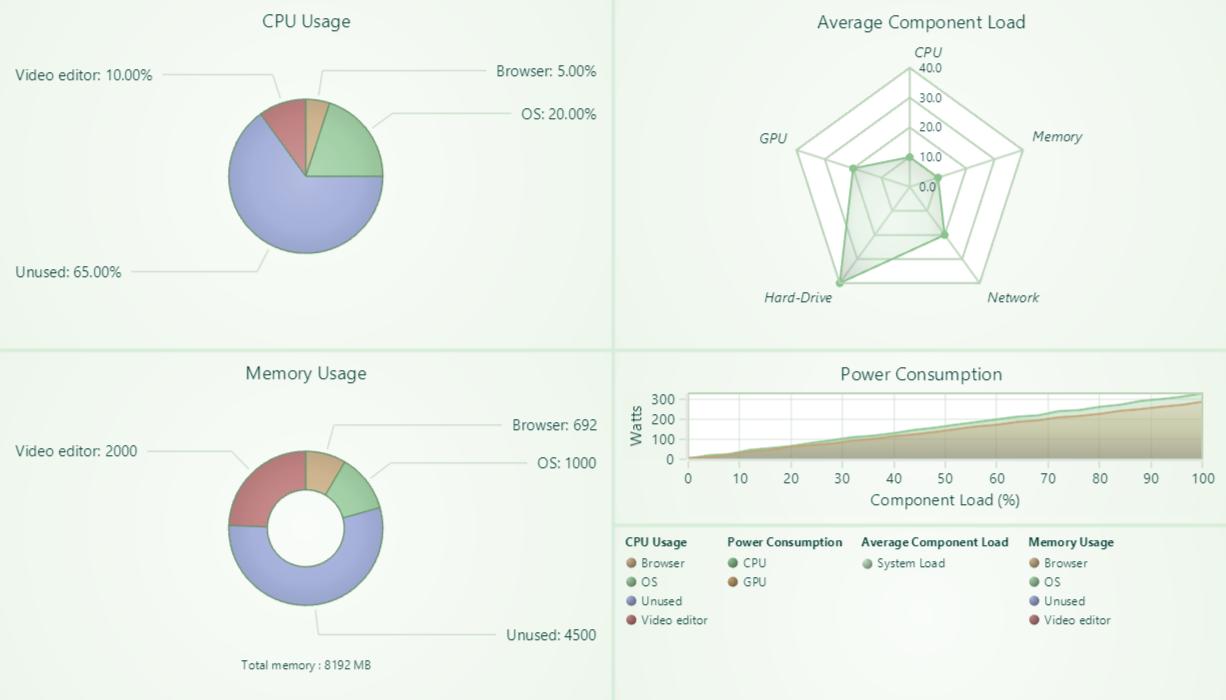 CPU Usage
Video editor: 10.00%
Browser: 5.00%
OS: 20.00%
Unused: 65.00%
Average Component Load
CPU
40.0
30.0
20.0
10.0
0.0
GPU
Memory
Hard-Drive
Network
Memory Usage
Browser: 692
Video editor: 2000
OS: 1000
Unused: 4500
Total memory : 8192 MB
Power Consumption
Watts
300
200
100
0
0 10 20 30 40 50 60 70 80 90 100
Component Load (%)
CPU Usage
Browser
OS
Unused
Video editor
Power Consumption
CPU
GPU
Average Component Load
System Load
Memory Usage
Browser
OS
Unused
Video editor